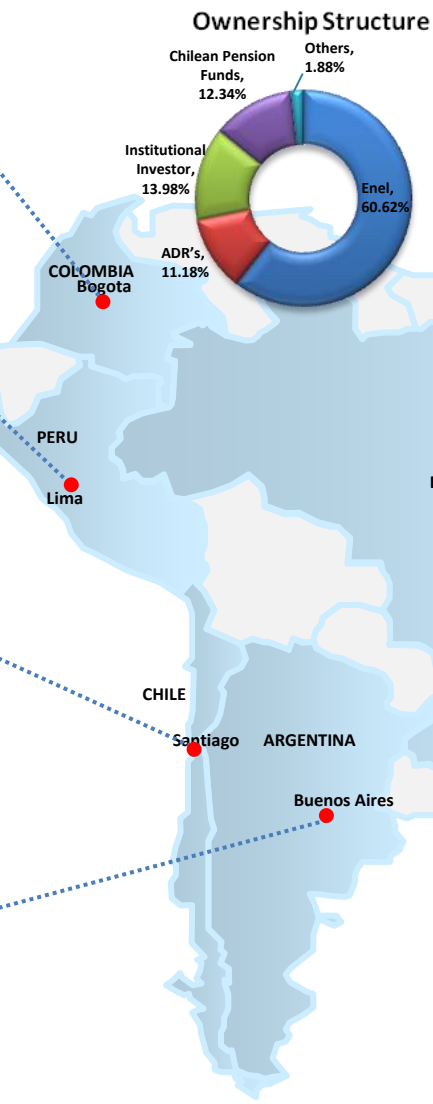 Ownership Structure
Others,
1.88%
Chilean Pension
Funds,
12.34%
Institutional
Investor,
13.98%
Enel,
60.62%
ADR's,
11.18%
COLOMBIA
Bogota
PERU
Lima
CHILE
Santiago
ARGENTINA
Buenos Aires